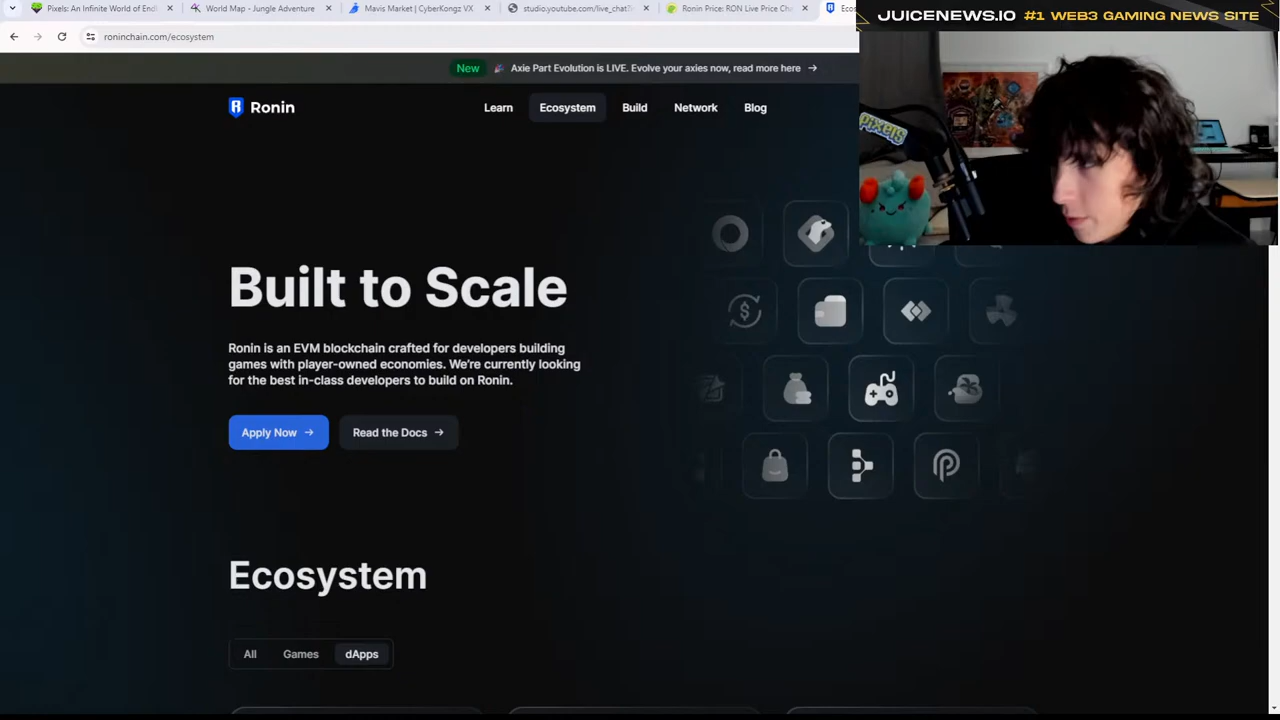 Pixels: An Infinite World of End
World Map - Jungle Adventure
Mavis Market | CyberKongz VX
studio.youtube.com/live_chat?
Ronin Price: RON Live Price Ch
JUICENEWS.IO #1 WEB3 GAMING NEWS SITE
roninchain.com/ecosystem
New Axie Part Evolution is LIVE. Evolve your axies now, read more here
Ronin
Learn Ecosystem Build Network Blog
pixels
Built to Scale
Ronin is an EVM blockchain crafted for developers building
games with player-owned economies. We're currently looking
for the best in-class developers to build on Ronin.
Apply Now Read the Docs
Ecosystem
All Games dApps